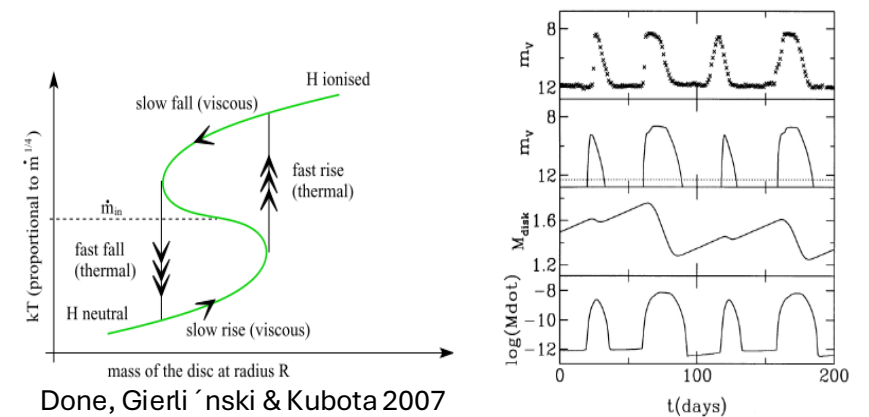 H ionised
slow fall (viscous)
fast rise
(thermal)
ṁin
fast fall
(thermal)
H neutral
slow rise (viscous)
kT (proportional to ṁ 1/4)
mass of the disc at radius R
Done, Gierli ´nski & Kubota 2007
8
12
mv
8
12
mv
1.6
1.2
Mdisk
-8
-10
-12
log(Mdot)
0 100 200
t(days)